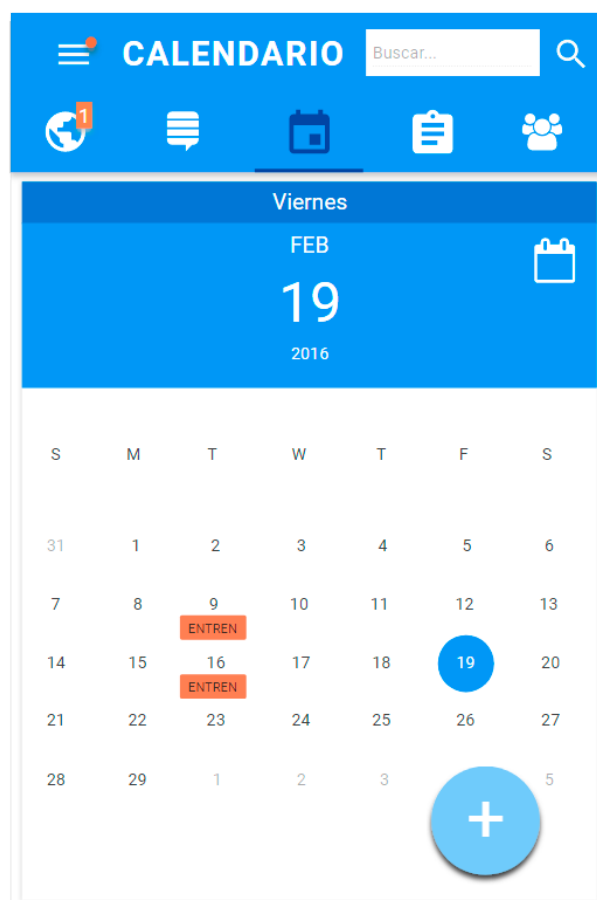 CALENDARIO Buscar...
1
Viernes
FEB
19
2016
S M T W T F S
31 1 2 3 4 5 6
7 8 9 10 11 12 13
ENTREN
14 15 16 17 18 19 20
ENTREN
21 22 23 24 25 26 27
28 29 1 2 3 5
+